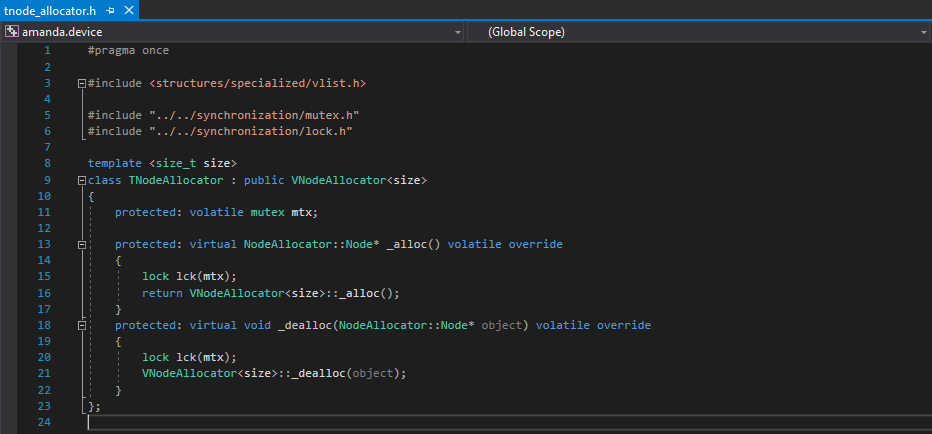 tnode_allocator.h
amanda.device (Global Scope)
1 #pragma once
2
3 #include <structures/specialized/vlist.h>
4
5 #include "../../synchronization/mutex.h"
6 #include "../../synchronization/lock.h"
7
8 template <size_t size>
9 class TNodeAllocator : public VNodeAllocator<size>
10 {
11 protected: volatile mutex mtx;
12
13 protected: virtual NodeAllocator::Node* _alloc() volatile override
14 {
15 lock lck(mtx);
16 return VNodeAllocator<size>::_alloc();
17 }
18 protected: virtual void _dealloc(NodeAllocator::Node* object) volatile override
19 {
20 lock lck(mtx);
21 VNodeAllocator<size>::_dealloc(object);
22 }
23 };
24